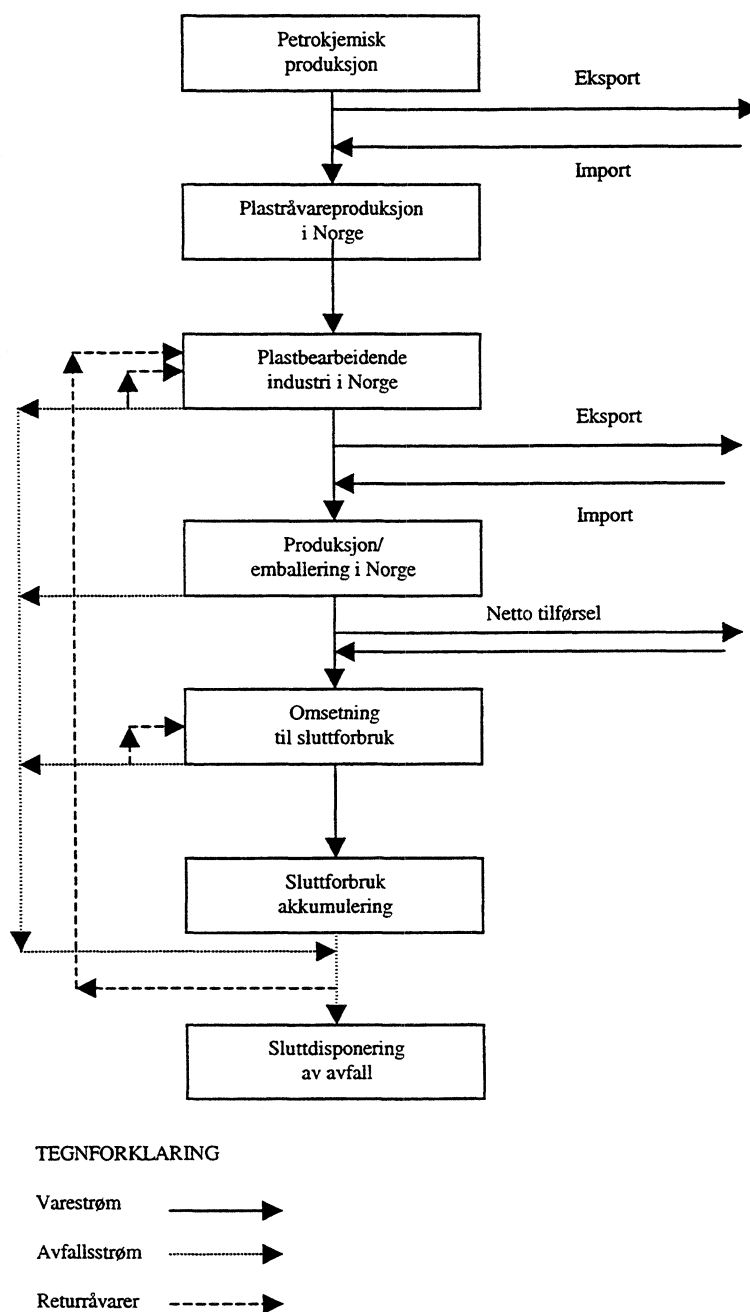 Petrokjemisk
produksjon
Eksport
Import
Plastråvareproduksjon
i Norge
Plastbearbeidende
industri i Norge
Eksport
Import
Produksjon/
emballering i Norge
Netto tilførsel
Omsetning
til sluttforbruk
Sluttforbruk
akkumulering
Sluttdisponering
av avfall
TEGNFORKLARING
Varestrøm
Avfallsstrøm
Returråvarer